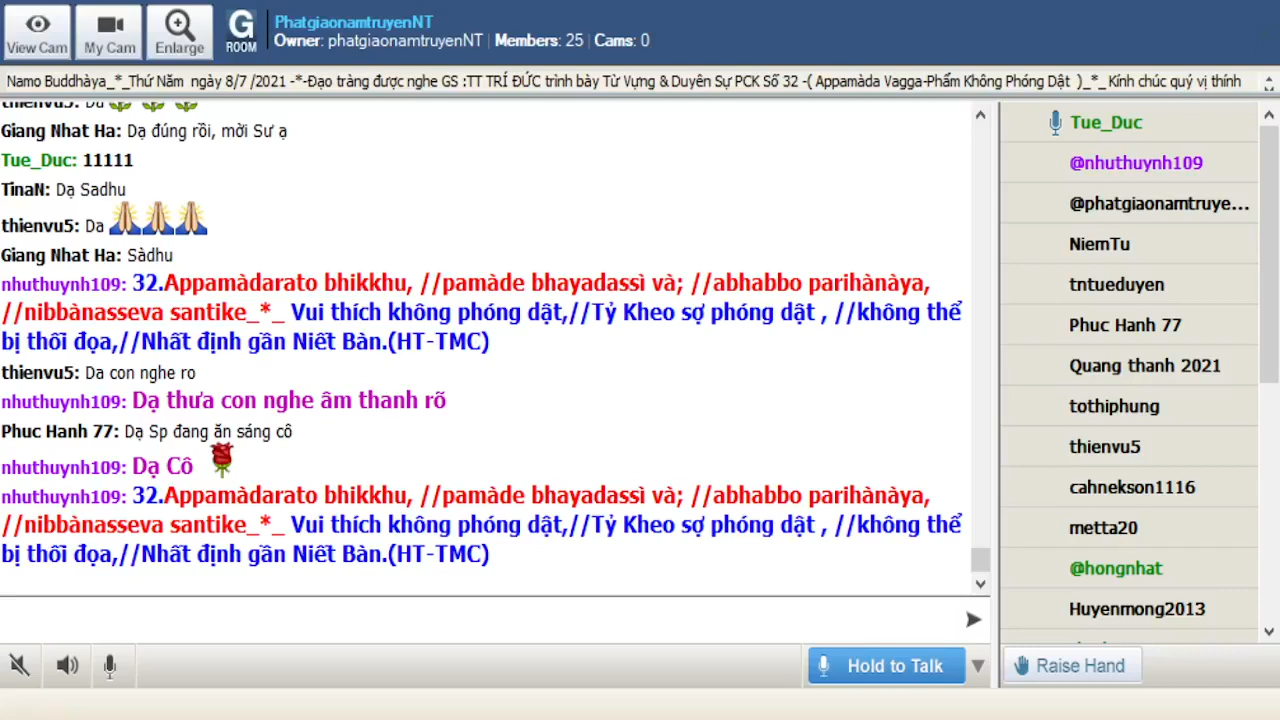 View Cam
My Cam
Enlarge
G
ROOM
PhatgiaonamtruyenNT
Owner: phatgiaonamtruyenNT | Members: 25 | Cams: 0
Namo Buddhàya_*_Thứ Năm ngày 8/7 /2021 -*-Đạo tràng được nghe GS :TT TRÍ ĐỨC trình bày Từ Vựng & Duyên Sự PCK Số 32 -( Appamàda Vagga-Phẩm Không Phóng Dật )_*_ Kính chúc quý vị thính
thienvu5: Da
Giang Nhat Ha: Dạ đúng rồi, mời Sư ạ
Tue_Duc: 11111
TinaN: Dạ Sadhu
thienvu5: Da
Giang Nhat Ha: Sàdhu
nhuthuynh109: 32.Appamàdarato bhikkhu, //pamàde bhayadassì và; //abhabbo parihànàya,
//nibbànasseva santike_*_ Vui thích không phóng dật,//Tỷ Kheo sợ phóng dật , //không thể
bị thối đọa,//Nhất định gần Niết Bàn.(HT-TMC)
thienvu5: Da con nghe ro
nhuthuynh109: Dạ thưa con nghe âm thanh rõ
Phuc Hanh 77: Dạ Sp đang ăn sáng cô
nhuthuynh109: Dạ Cô
nhuthuynh109: 32.Appamàdarato bhikkhu, //pamàde bhayadassì và; //abhabbo parihànàya,
//nibbànasseva santike_*_ Vui thích không phóng dật,//Tỷ Kheo sợ phóng dật , //không thể
bị thối đọa,//Nhất định gần Niết Bàn.(HT-TMC)
Hold to Talk
Tue_Duc
@nhuthuynh109
@phatgiaonamtruye...
NiemTu
tntueduyen
Phuc Hanh 77
Quang thanh 2021
tothiphung
thienvu5
cahnekson1116
metta20
@hongnhat
Huyenmong2013
Raise Hand